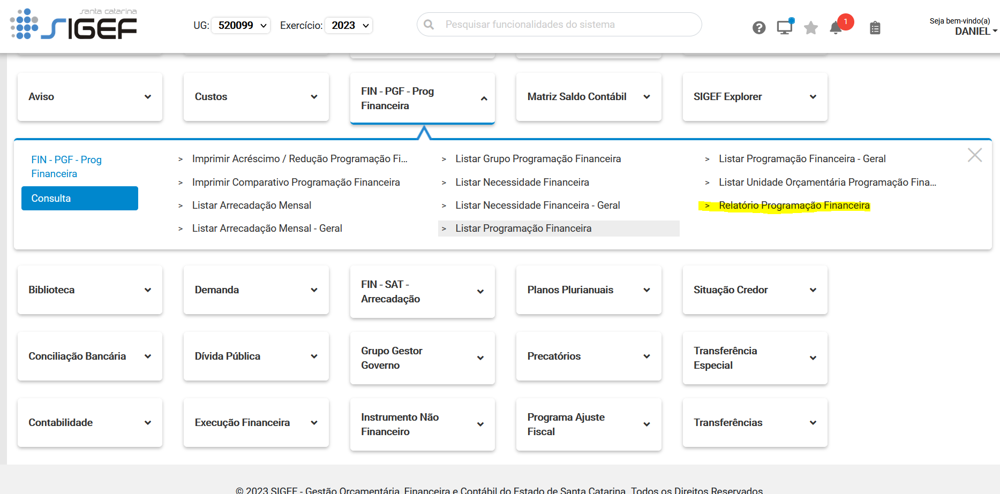 santa catarina
SIGEF
UG: 520099 Exercício: 2023
Pesquisar funcionalidades do sistema
1
Seja bem-vindo(a)
DANIEL
Aviso
Custos
FIN - PGF - Prog
Financeira
Matriz Saldo Contábil
SIGEF Explorer
FIN - PGF - Prog
Financeira
Consulta
> Imprimir Acréscimo / Redução Programação Fi...
> Imprimir Comparativo Programação Financeira
> Listar Arrecadação Mensal
> Listar Arrecadação Mensal - Geral
> Listar Grupo Programação Financeira
> Listar Necessidade Financeira
> Listar Necessidade Financeira - Geral
> Listar Programação Financeira
> Listar Programação Financeira - Geral
> Listar Unidade Orçamentária Programação Fina...
> Relatório Programação Financeira
Biblioteca
Demanda
FIN - SAT -
Arrecadação
Planos Plurianuais
Situação Credor
Conciliação Bancária
Dívida Pública
Grupo Gestor
Governo
Precatórios
Transferência
Especial
Contabilidade
Execução Financeira
Instrumento Não
Financeiro
Programa Ajuste
Fiscal
Transferências
© 2023 SIGEF - Gestão Orçamentária, Financeira e Contábil do Estado de Santa Catarina. Todos os Direitos Reservados